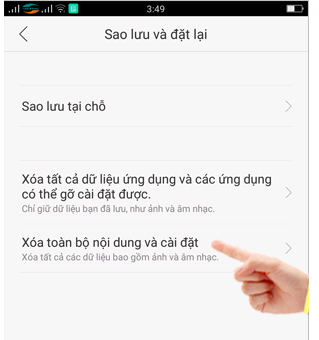 3:49
Sao lưu và đặt lại
Sao lưu tại chỗ
Xóa tất cả dữ liệu ứng dụng và các ứng dụng
có thể gỡ cài đặt được.
Chỉ giữ dữ liệu bạn đã lưu, như ảnh và âm nhạc.
Xóa toàn bộ nội dung và cài đặt
Xóa tất cả các dữ liệu bao gồm ảnh và âm nhạc.